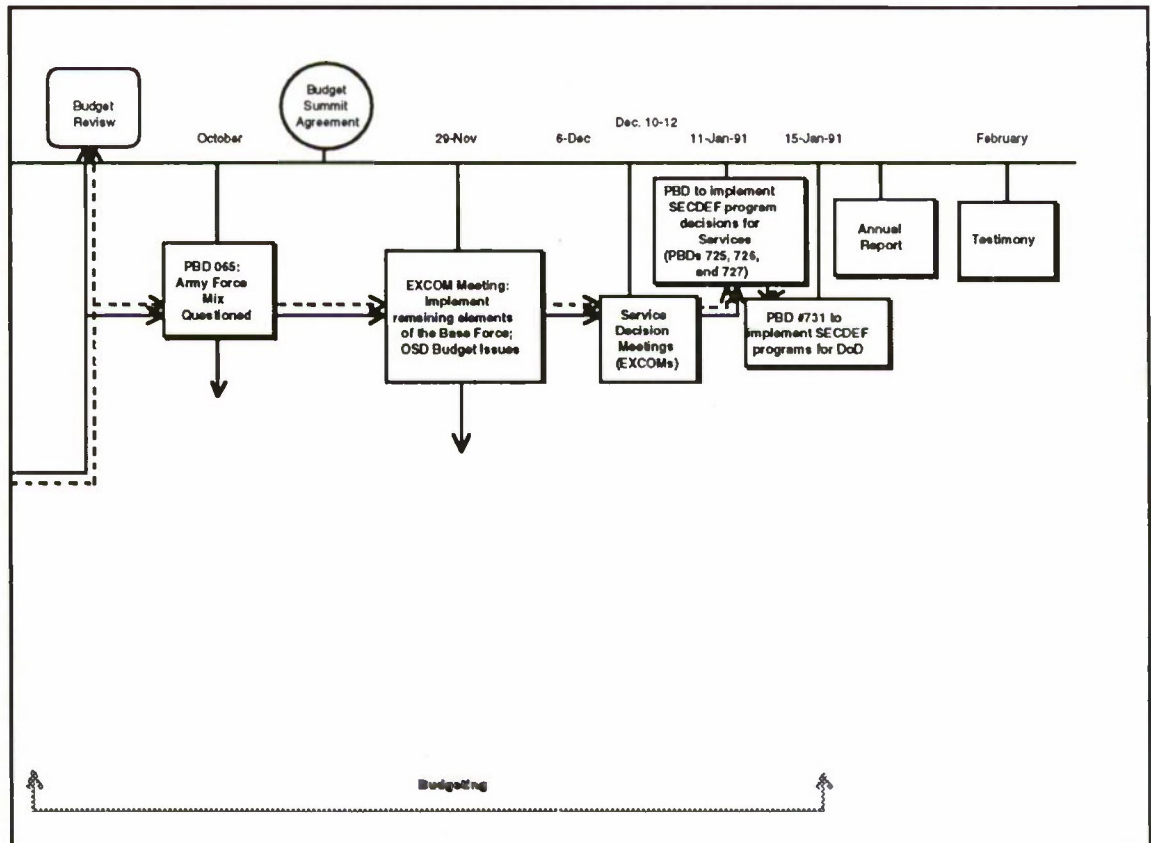 Budget
Review
Budget
Summit
Agreement
October
29-Nov
6-Dec
Dec. 10-12
11-Jan-91
15-Jan-91
February
PBD 065:
Army Force
Mix
Questioned
EXCOM Meeting:
Implement
remaining elements
of the Base Force;
OSD Budget Issues
Service
Decision
Meetings
(EXCOMs)
PBD to implement
SECDEF program
decisions for
Services
(PBDs 725, 726,
and 727)
PBD #731 to
implement SECDEF
programs for DoD
Annual
Report
Testimony
Budgeting